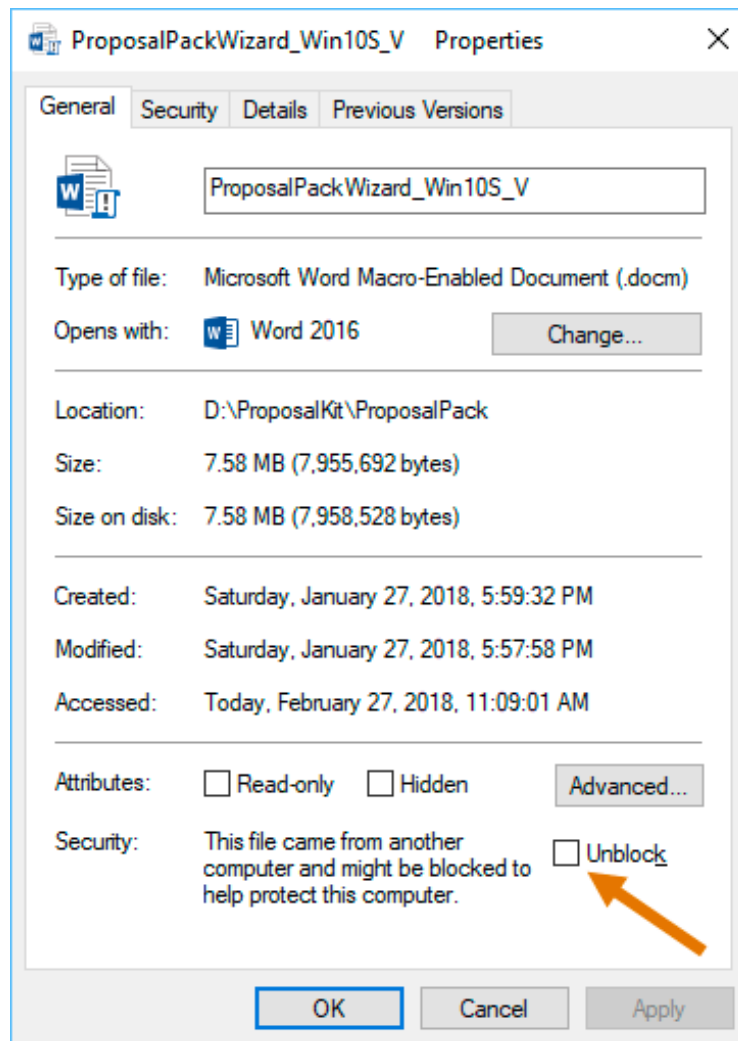 ProposalPackWizard_Win10S_V Properties
General Security Details Previous Versions
ProposalPackWizard_Win10S_V
Type of file: Microsoft Word Macro-Enabled Document (.docm)
Opens with: Word 2016 Change...
Location: D:\ProposalKit\ProposalPack
Size: 7.58 MB (7,955,692 bytes)
Size on disk: 7.58 MB (7,958,528 bytes)
Created: Saturday, January 27, 2018, 5:59:32 PM
Modified: Saturday, January 27, 2018, 5:57:58 PM
Accessed: Today, February 27, 2018, 11:09:01 AM
Attributes: Read-only Hidden Advanced...
Security: This file came from another
computer and might be blocked to
help protect this computer.
Unblock
OK Cancel Apply